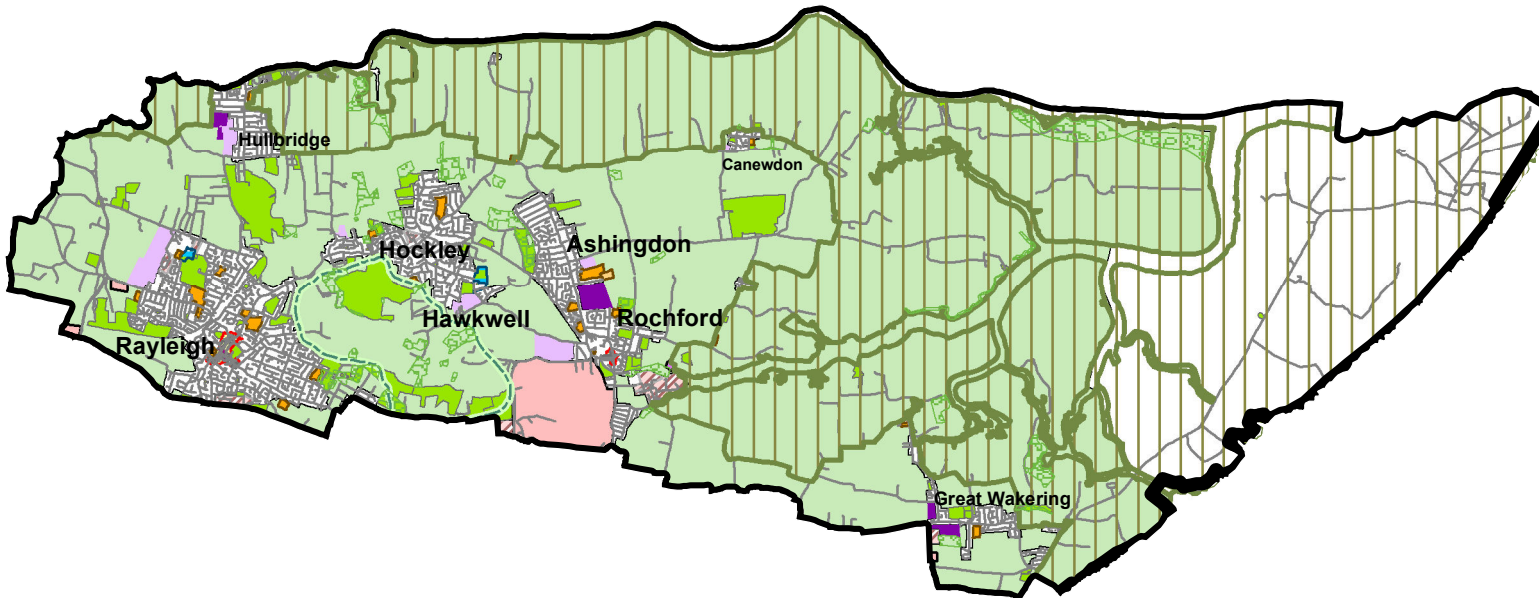 Hullbridge
Canewdon
Hockley
Ashingdon
Hawkwell
Rochford
Rayleigh
Great Wakering